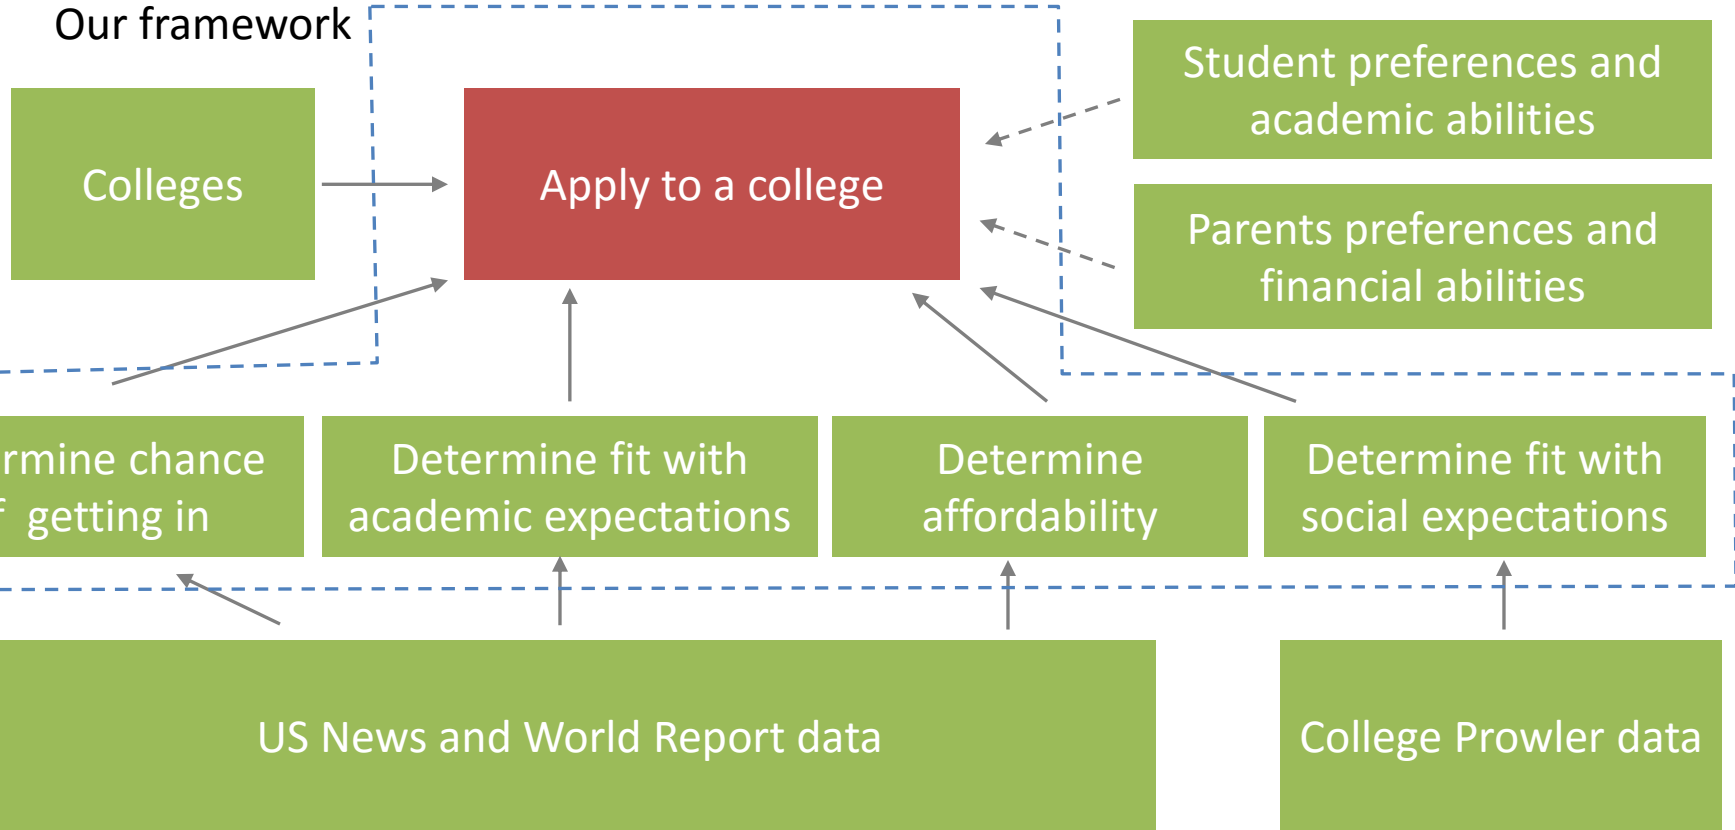 Our framework
Colleges
Apply to a college
Student preferences and
academic abilities
Parents preferences and
financial abilities
rmine chance
getting in
Determine fit with
academic expectations
Determine
affordability
Determine fit with
social expectations
US News and World Report data
College Prowler data